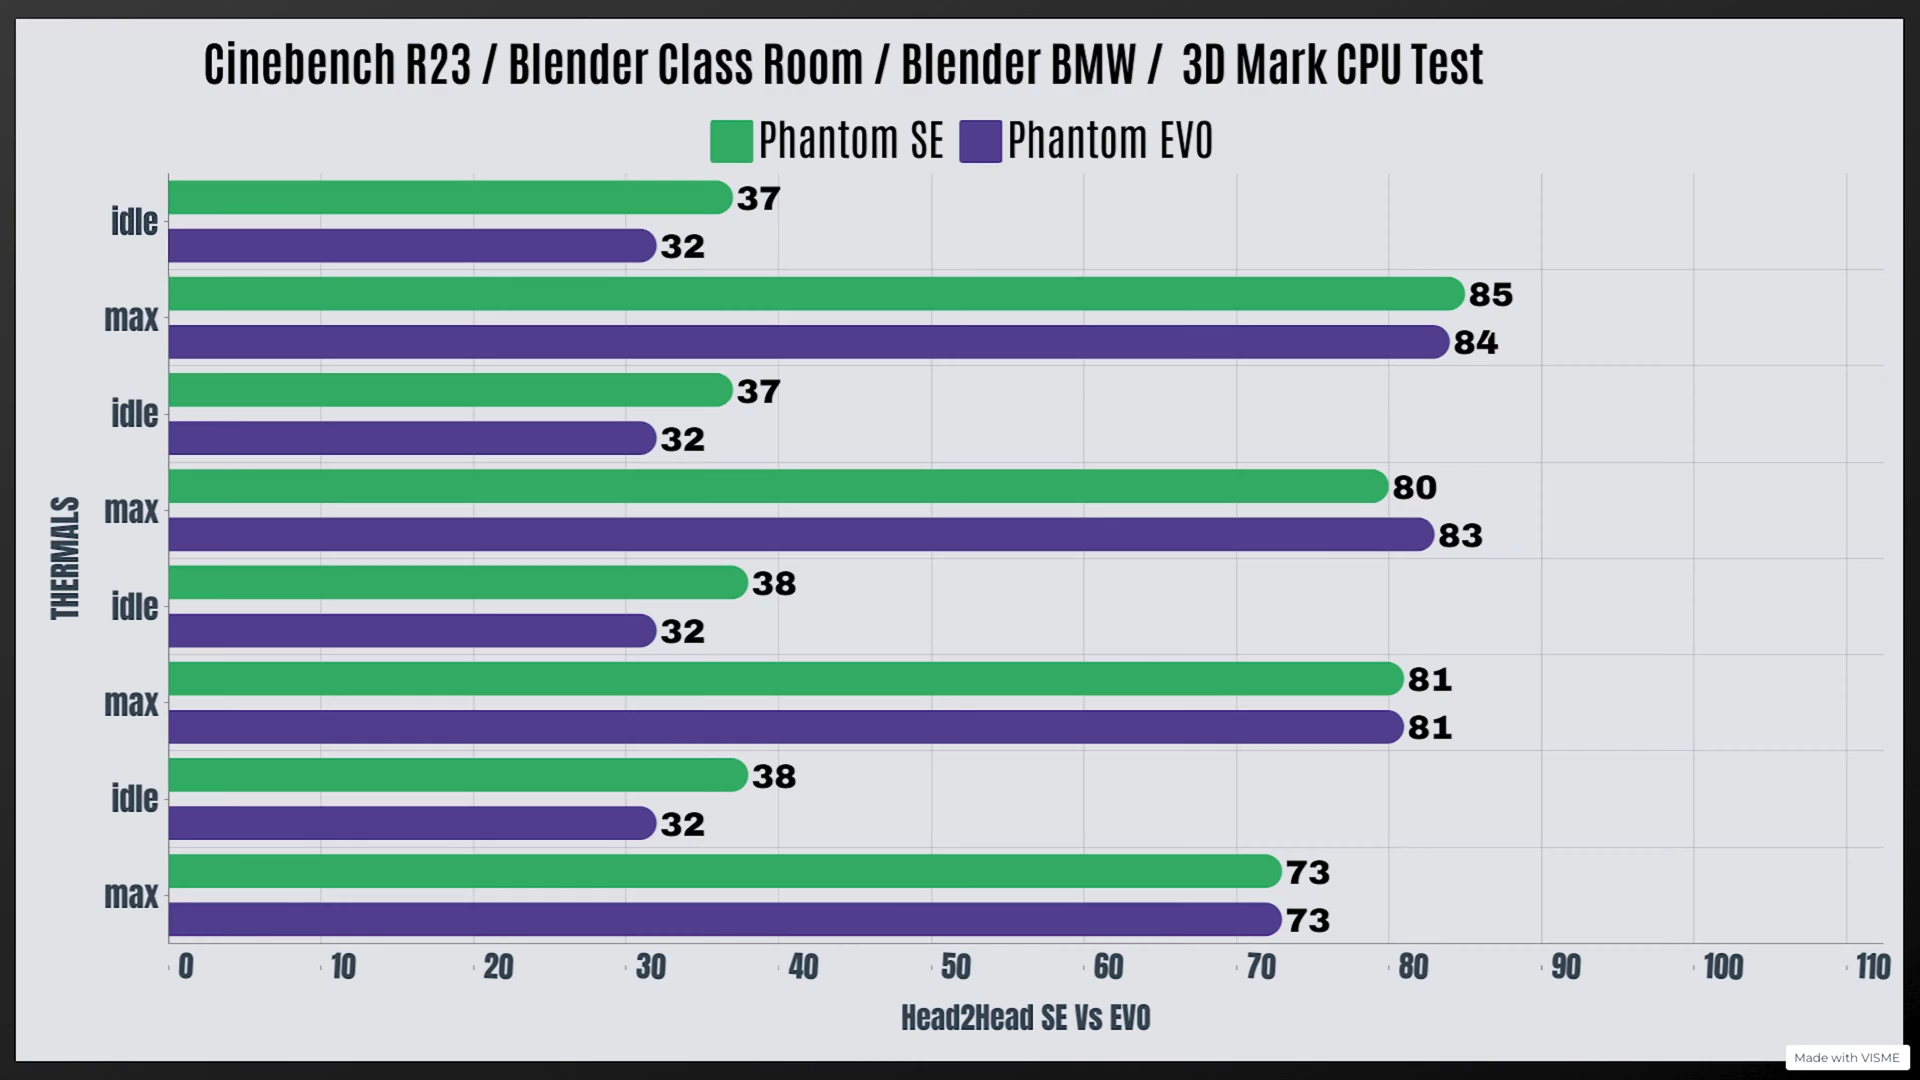 Cinebench R23 / Blender Class Room / Blender BMW / 3D Mark CPU Test
Phantom SE Phantom EVO
THERMALS
idle
37
32
max
85
84
idle
37
32
max
80
83
idle
38
32
max
81
81
idle
38
32
max
73
73
0 10 20 30 40 50 60 70 80 90 100 110
Head2Head SE Vs EVO
Made with VISME